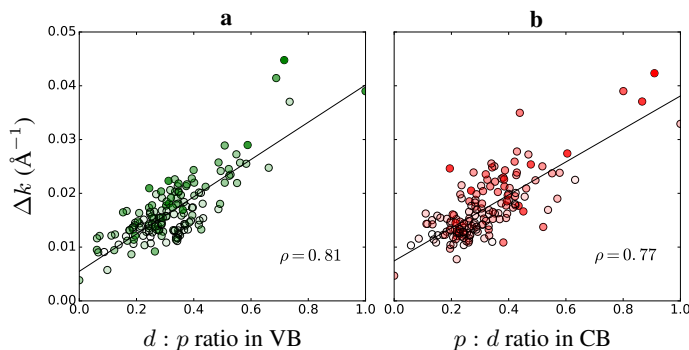 a
b
Δk (Å⁻¹)
0.05
0.04
0.03
0.02
0.01
0.00
ρ = 0.81
ρ = 0.77
0.0 0.2 0.4 0.6 0.8 1.0
0.0 0.2 0.4 0.6 0.8 1.0
d : p ratio in VB
p : d ratio in CB